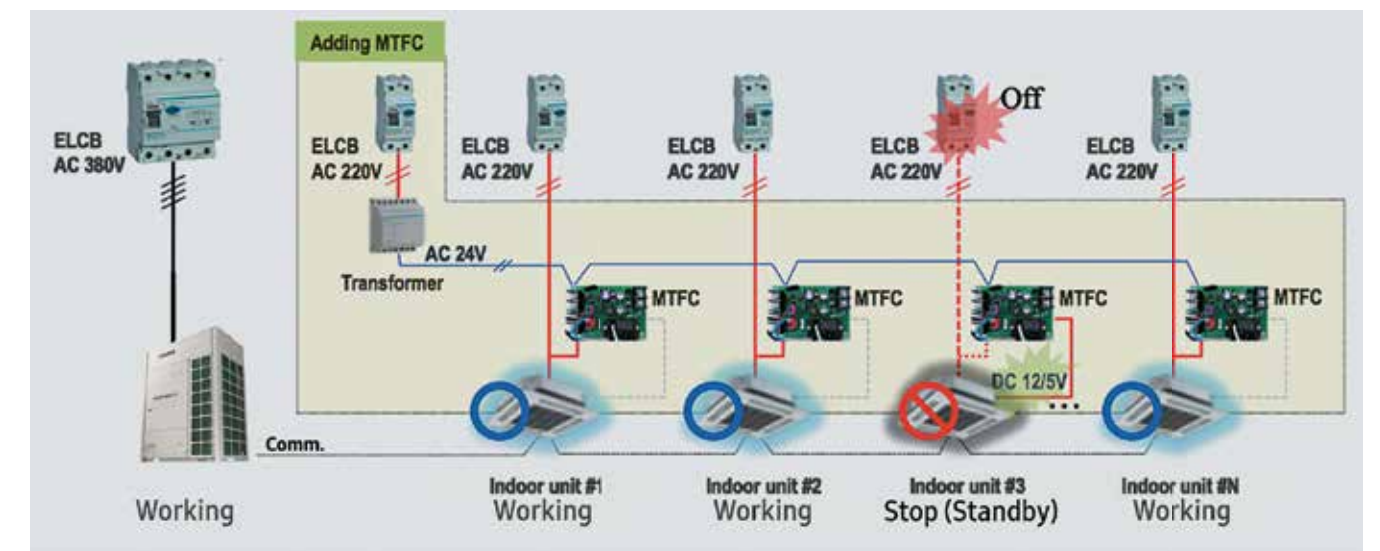 Adding MTFC
Off
ELCB
AC 380V
ELCB
AC 220V
ELCB
AC 220V
ELCB
AC 220V
ELCB
AC 220V
ELCB
AC 220V
AC 24V
Transformer
MTFC
MTFC
MTFC
MTFC
DC 12/5V
...
Comm.
Working
Indoor unit #1
Working
Indoor unit #2
Working
Indoor unit #3
Stop (Standby)
Indoor unit #N
Working